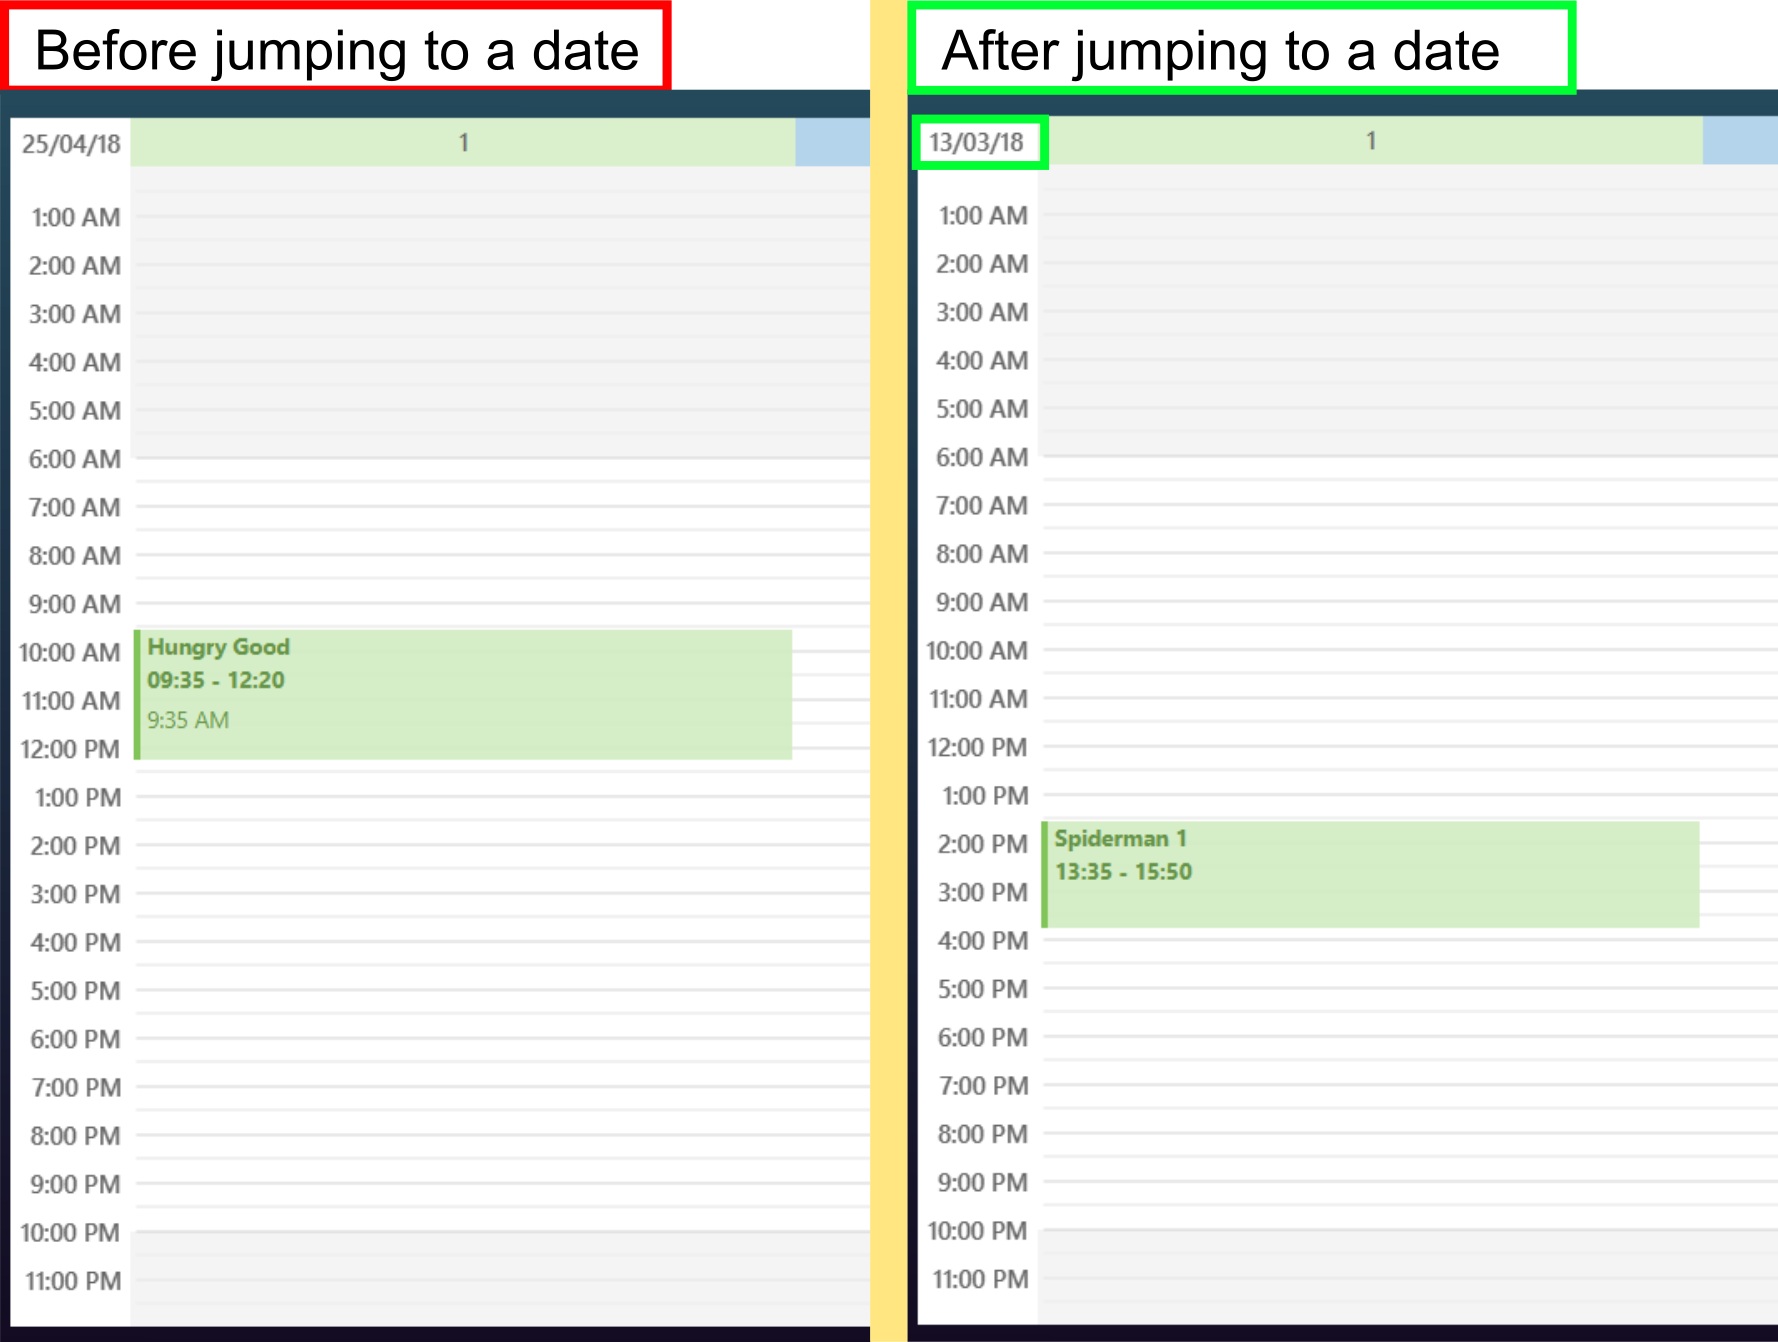 Before jumping to a date
25/04/18
1
1:00 AM
2:00 AM
3:00 AM
4:00 AM
5:00 AM
6:00 AM
7:00 AM
8:00 AM
9:00 AM
10:00 AM
11:00 AM
12:00 PM
1:00 PM
2:00 PM
3:00 PM
4:00 PM
5:00 PM
6:00 PM
7:00 PM
8:00 PM
9:00 PM
10:00 PM
11:00 PM
Hungry Good
09:35 - 12:20
9:35 AM
After jumping to a date
13/03/18
1
1:00 AM
2:00 AM
3:00 AM
4:00 AM
5:00 AM
6:00 AM
7:00 AM
8:00 AM
9:00 AM
10:00 AM
11:00 AM
12:00 PM
1:00 PM
2:00 PM
3:00 PM
4:00 PM
5:00 PM
6:00 PM
7:00 PM
8:00 PM
9:00 PM
10:00 PM
11:00 PM
Spiderman 1
13:35 - 15:50